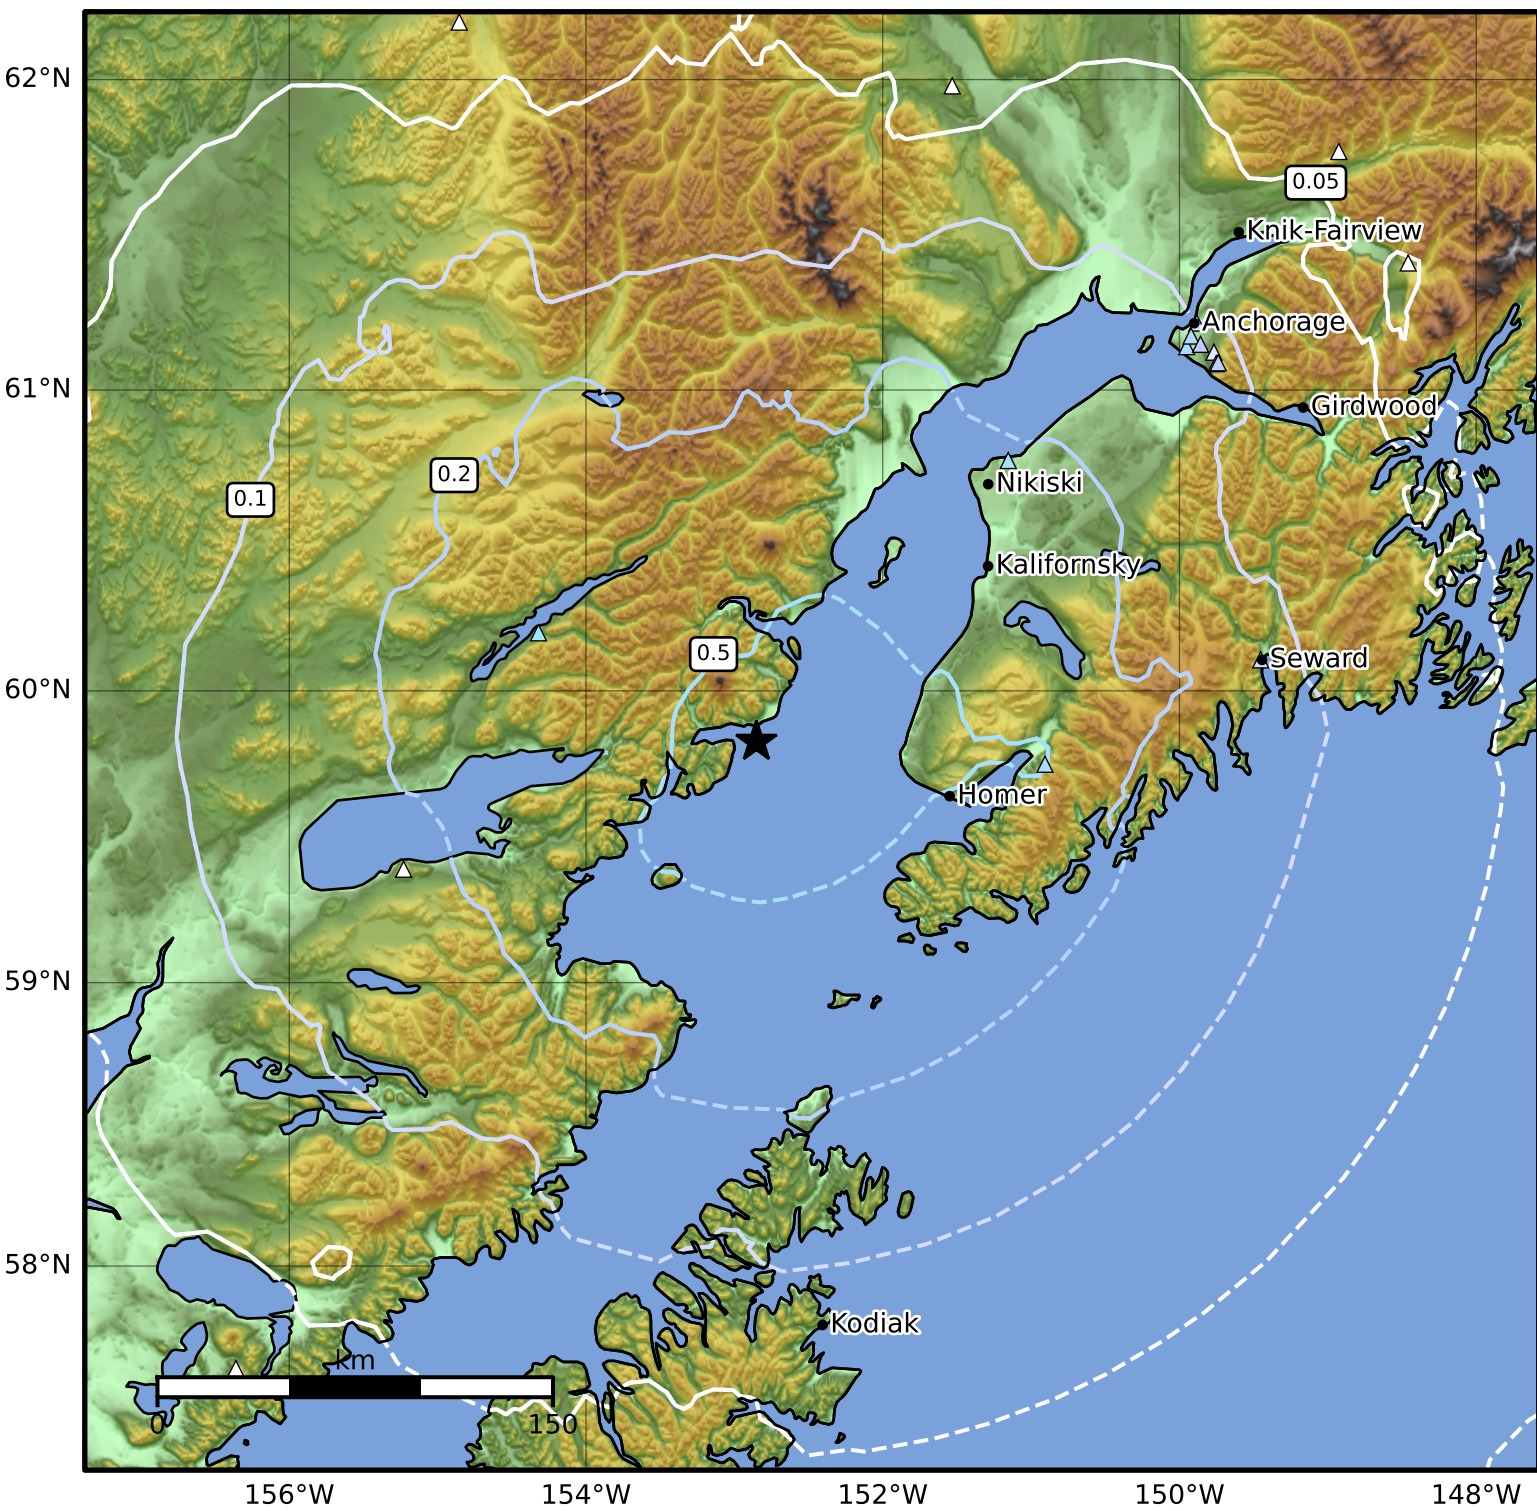 62°N
0.05
Knik-Fairview
Anchorage
61°N
Girdwood
0.2
Nikiski
0.1
Kalifornsky
0.5
Seward
60°N
Homer
59°N
58°N
Kodiak
km
0
150
156°W
154°W
152°W
150°W
148°W